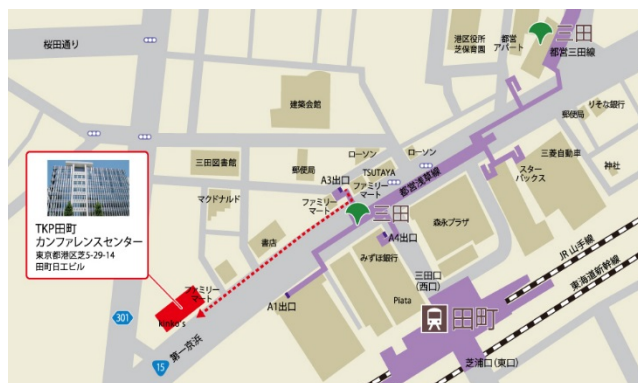 桜田通り
港区役所
芝保育園
都営
アパート
三田
都営三田線
りそな銀行
郵便局
建築会館
ローソン
ローソン
三田図書館
郵便局
A3出口
TSUTAYA
ファミリー
マート
ファミリー
マート
都営浅草線
三菱自動車
スター
バックス
神社
マクドナルド
三田
A4出口
森永プラザ
書店
みずほ銀行
三田口
(西口)
JR山手線
東海道新幹線
TKP田町
カンファレンスセンター
東京都港区芝5-29-14
田町日工ビル
ファミリー
マート
Kinko's
A1出口
Piata
田町
301
15
第一京浜
芝浦口(東口)